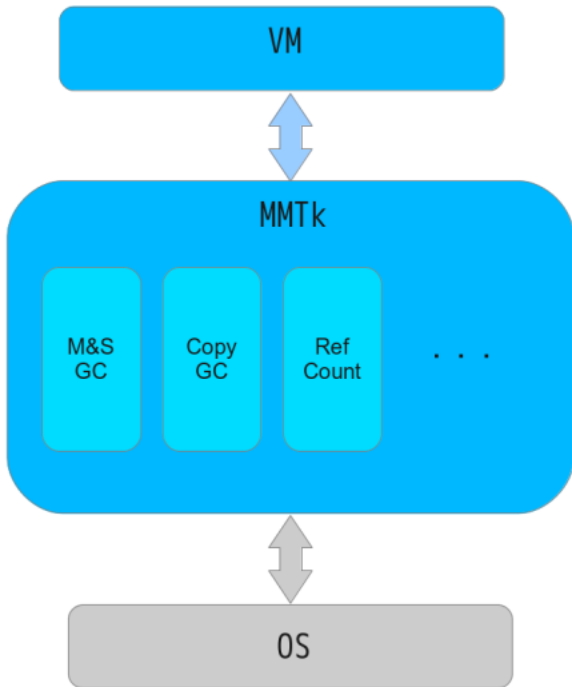 VM
MMTk
M&S
GC
Copy
GC
Ref
Count
. . .
OS